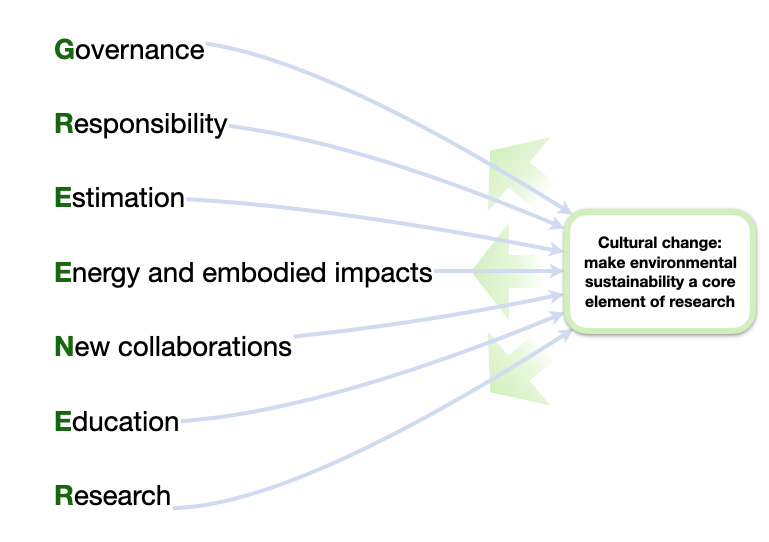 Governance
Responsibility
Estimation
Energy and embodied impacts
New collaborations
Education
Research
Cultural change:
make environmental
sustainability a core
element of research